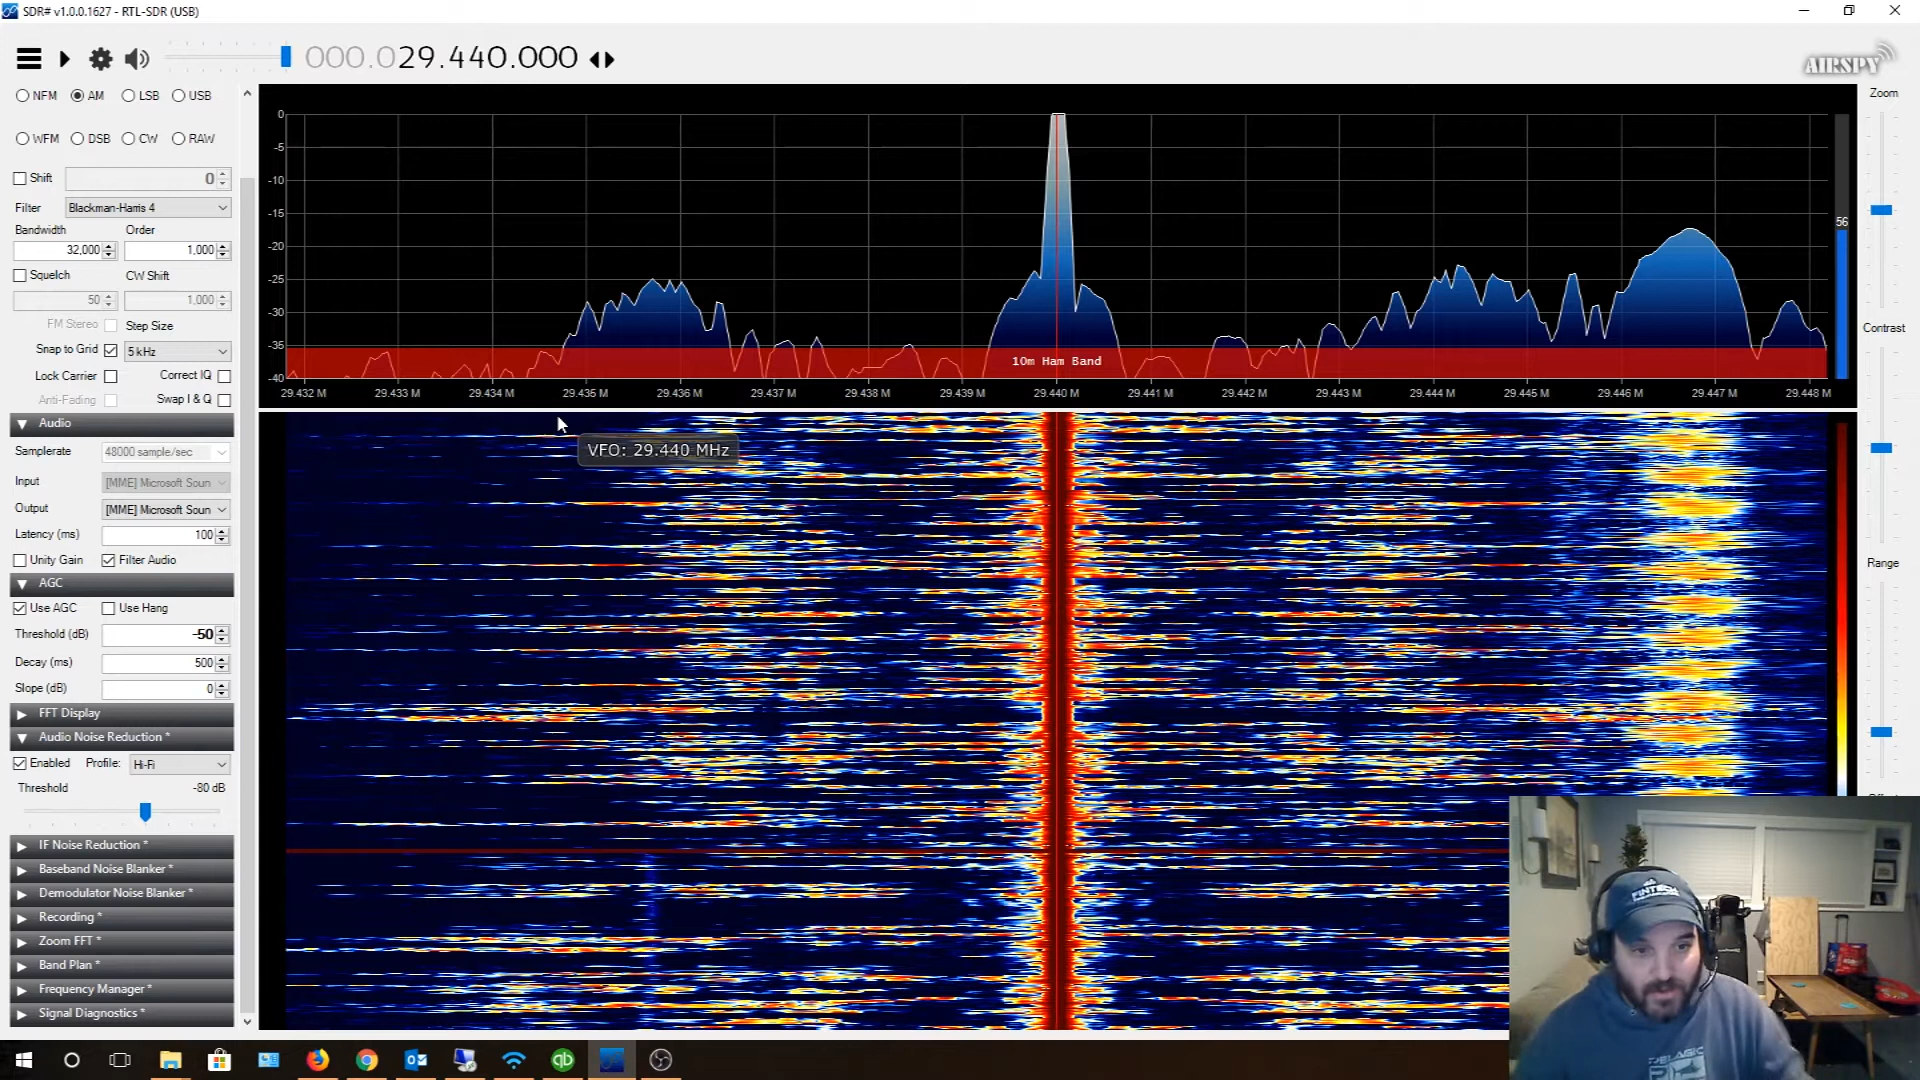 SDR# v1.0.0.1627 - RTL-SDR (USB)
000.029.440.000
AIRSPY
NFM AM LSB USB
WFM DSB CW RAW
Shift 0
Filter Blackman-Harris 4
Bandwidth Order
32,000 1,000
Squelch CW Shift
50 1,000
FM Stereo Step Size
Snap to Grid 5 kHz
Lock Carrier Correct IQ
Anti-Fading Swap I & Q
Audio
Samplerate 48000 sample/sec
Input [MME] Microsoft Soun
Output [MME] Microsoft Soun
Latency (ms) 100
Unity Gain Filter Audio
AGC
Use AGC Use Hang
Threshold (dB) -50
Decay (ms) 500
Slope (dB) 0
FFT Display
Audio Noise Reduction *
Enabled Profile: Hi-Fi
Threshold -80 dB
IF Noise Reduction *
Baseband Noise Blanker *
Demodulator Noise Blanker *
Recording *
Zoom FFT *
Band Plan *
Frequency Manager *
Signal Diagnostics *
0
-5
-10
-15
-20
-25
-30
-35
-40
10m Ham Band
29.432 M 29.433 M 29.434 M 29.435 M 29.436 M 29.437 M 29.438 M 29.439 M 29.440 M 29.441 M 29.442 M 29.443 M 29.444 M 29.445 M 29.446 M 29.447 M 29.448 M
56
VFO: 29.440 MHz
Zoom
Contrast
Range
FINTECH
PELAGIC
qb